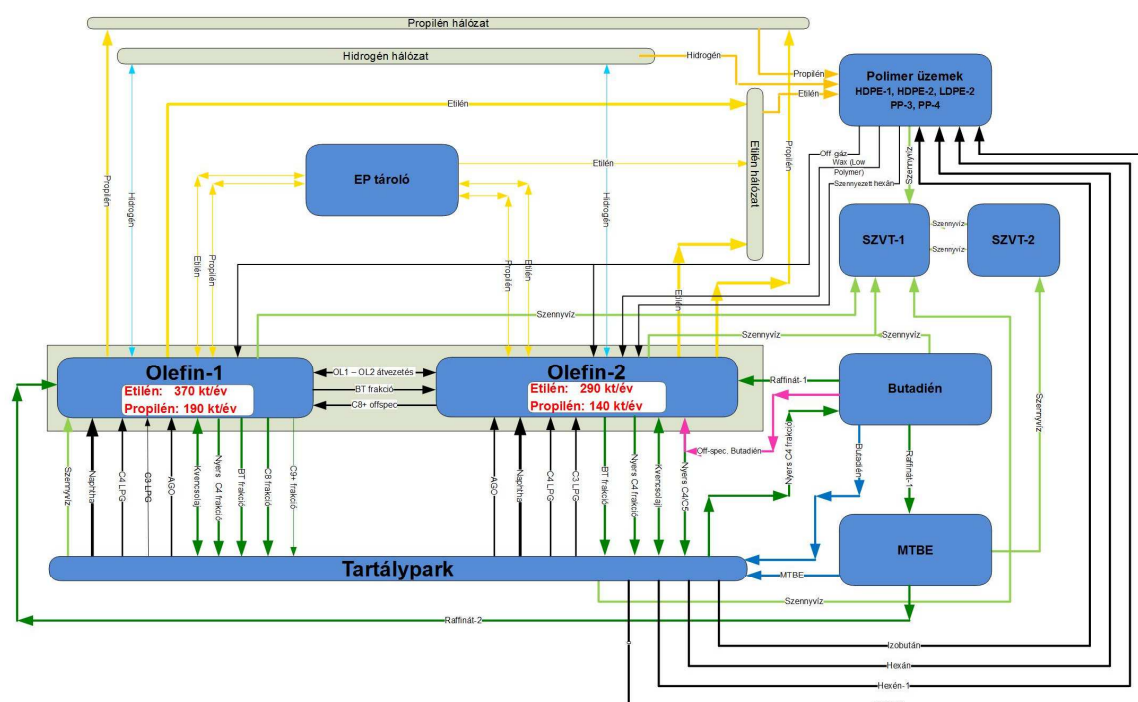 Propilén hálózat
Hidrogén hálózat
Hidrogén
Propilén
Etilén
Polimer üzemek
HDPE-1, HDPE-2, LDPE-2
PP-3, PP-4
Etilén
Etilén hálózat
Propilén
Off gáz
Wax (Low
Polymer)
Szennyezett hexán
Szennyvíz
EP tároló
Etilén
Propilén
Hidrogén
Etilén
Propilén
Propilén
Etilén
Hidrogén
Etilén
SZVT-1
Szennyvíz
Szennyvíz
SZVT-2
Szennyvíz
Szennyvíz
Szennyvíz
Szennyvíz
Olefin-1
Etilén: 370 kt/év
Propilén: 190 kt/év
OL1 – OL2 átvezetés
BT frakció
C8+ offspec
Olefin-2
Etilén: 290 kt/év
Propilén: 140 kt/év
Raffinát-1
Butadién
Off-spec. Butadién
Nyers C4 frakció
Butadién
Raffinát-1
Szennyvíz
Naphtha
C4 LPG
C3 LPG
AGO
Kvencsolaj
Nyers C4 frakció
BT frakció
C8 frakció
C9+ frakció
AGO
Naphtha
C4 LPG
C3 LPG
BT frakció
Nyers C4 frakció
Kvencsolaj
Nyers C4/C5
MTBE
Tartálypark
MTBE
Szennyvíz
Raffinát-2
Izobután
Hexán
Hexén-1